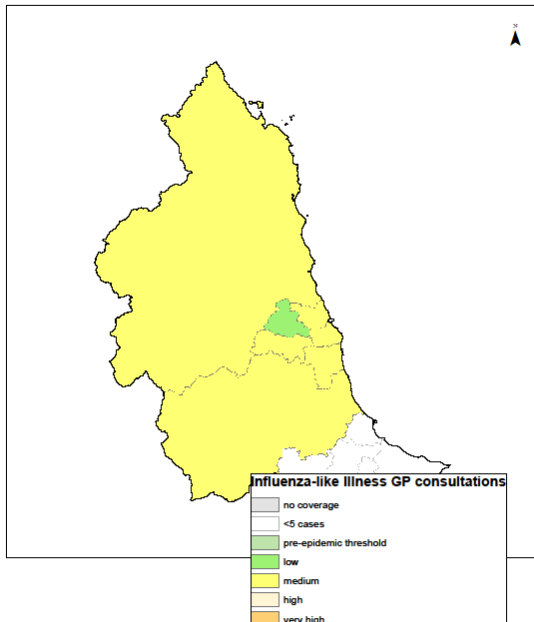 N
Influenza-like Illness GP consultations
no coverage
<5 cases
pre-epidemic threshold
low
medium
high
very high